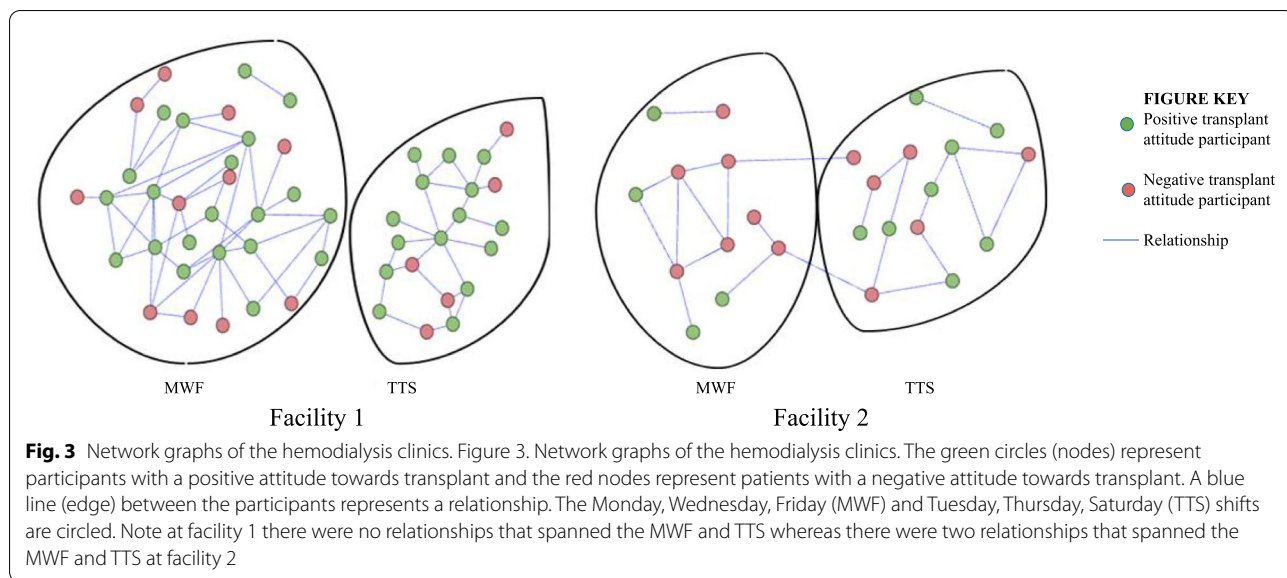 FIGURE KEY
Positive transplant
attitude participant
Negative transplant
attitude participant
Relationship
MWF
TTS
MWF
TTS
Facility 1
Facility 2
Fig. 3 Network graphs of the hemodialysis clinics. Figure 3. Network graphs of the hemodialysis clinics. The green circles (nodes) represent
participants with a positive attitude towards transplant and the red nodes represent patients with a negative attitude towards transplant. A blue
line (edge) between the participants represents a relationship. The Monday, Wednesday, Friday (MWF) and Tuesday, Thursday, Saturday (TTS) shifts
are circled. Note at facility 1 there were no relationships that spanned the MWF and TTS whereas there were two relationships that spanned the
MWF and TTS at facility 2